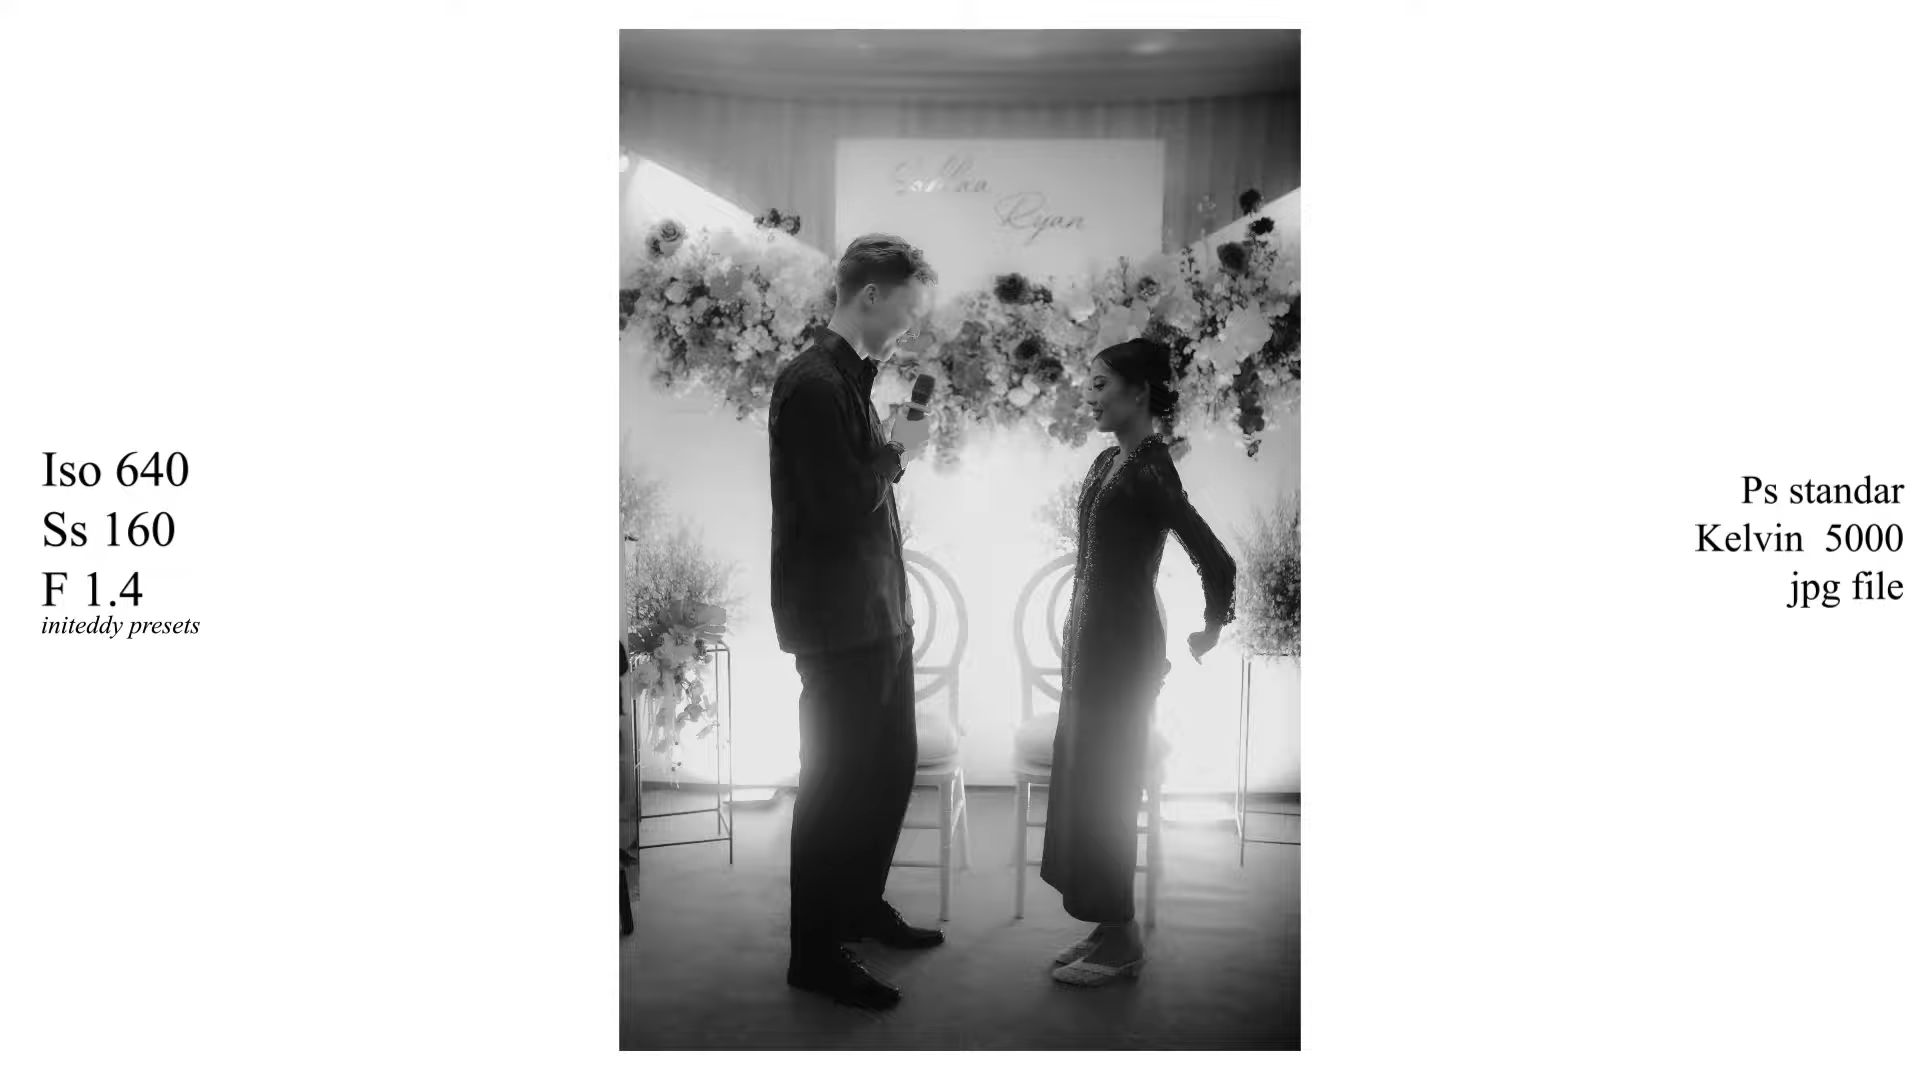 Ryan
Iso 640
Ss 160
F 1.4
initeddy presets
Ps standar
Kelvin  5000
jpg file